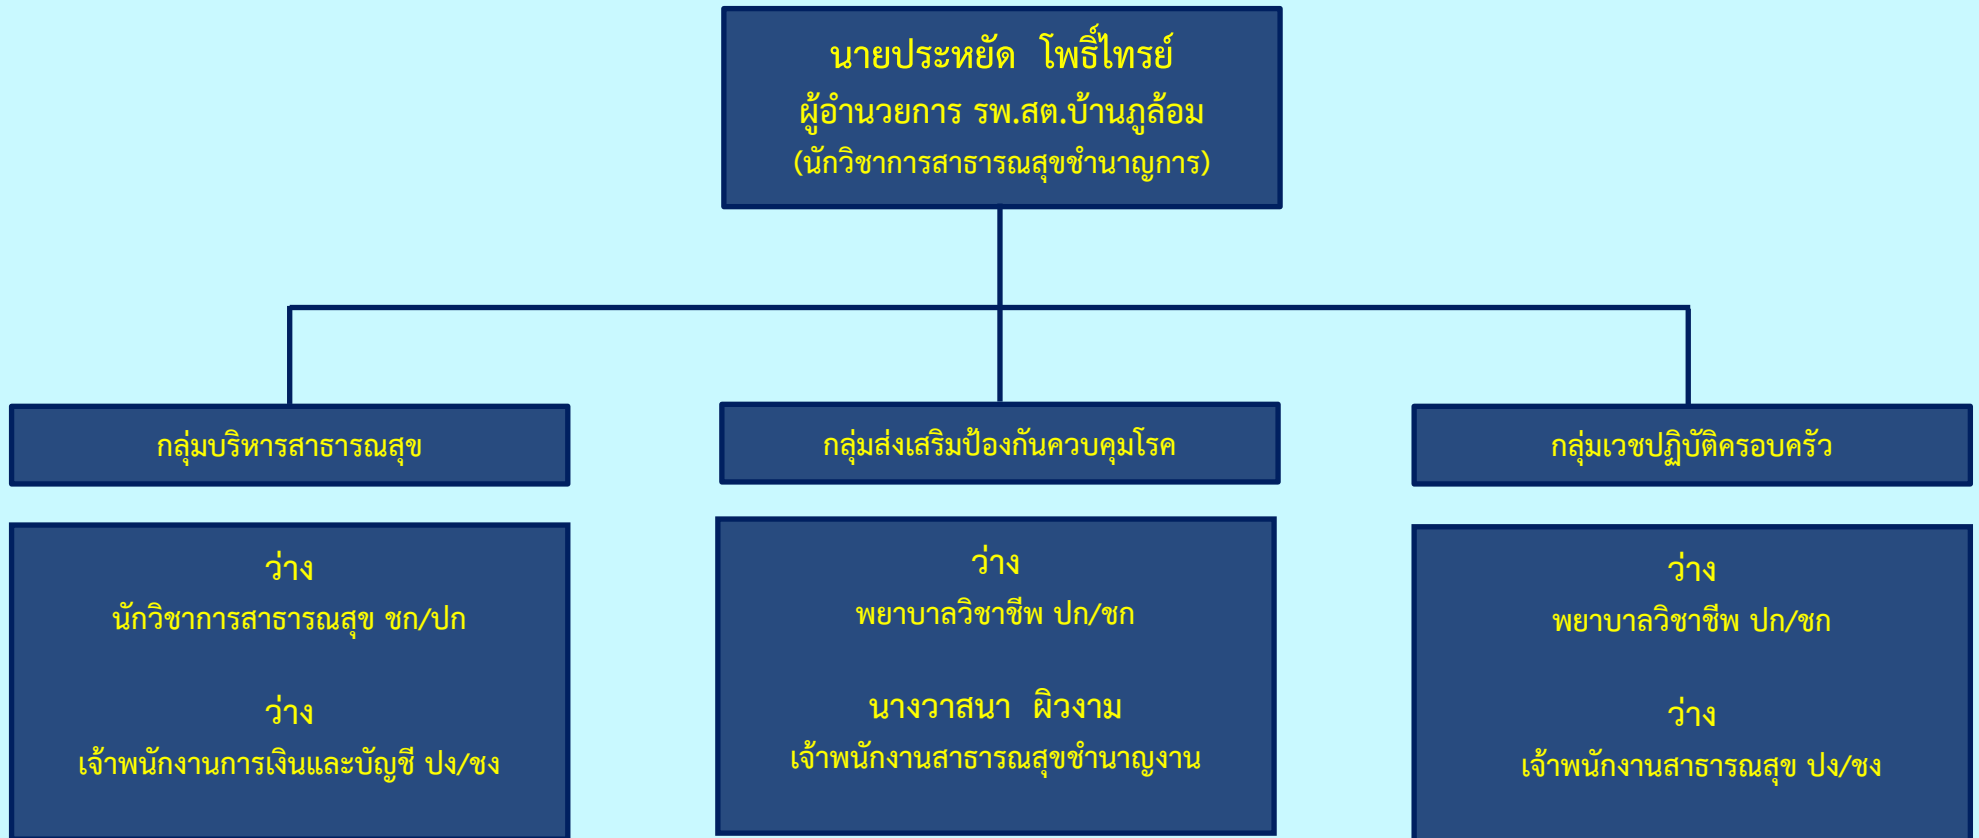 นายประหยัด โพธิ์ไทรย์
ผู้อำนวยการ รพ.สต.บ้านภูล้อม
(นักวิชาการสาธารณสุขชำนาญการ)
กลุ่มบริหารสาธารณสุข
ว่าง
นักวิชาการสาธารณสุข ชก/ปก
ว่าง
เจ้าพนักงานการเงินและบัญชี ปง/ชง
กลุ่มส่งเสริมป้องกันควบคุมโรค
ว่าง
พยาบาลวิชาชีพ ปก/ชก
นางวาสนา ผิวงาม
เจ้าพนักงานสาธารณสุขชำนาญงาน
กลุ่มเวชปฏิบัติครอบครัว
ว่าง
พยาบาลวิชาชีพ ปก/ชก
ว่าง
เจ้าพนักงานสาธารณสุข ปง/ชง